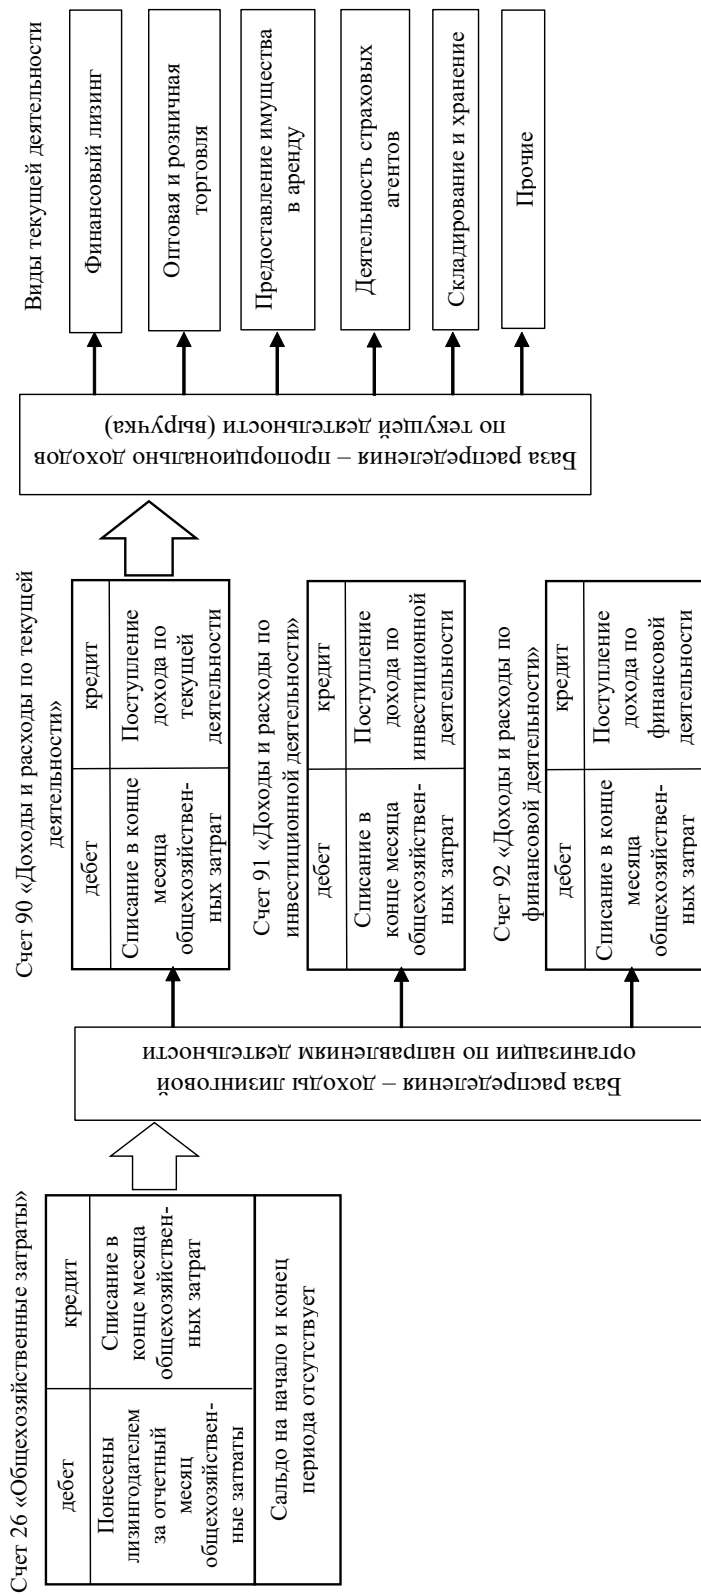 Счет 26 «Общехозяйственные затраты»
дебет
кредит
Понесены
лизингодателем
за отчетный
месяц
общехозяйствен-
ные затраты
Списание в
конце месяца
общехозяйствен-
ных затрат
Сальдо на начало и конец
периода отсутствует
База распределения – доходы лизинговой
организации по направлениям деятельности
Счет 90 «Доходы и расходы по текущей
деятельности»
дебет
кредит
Списание в конце
месяца
общехозяйствен-
ных затрат
Поступление
дохода по
текущей
деятельности
Счет 91 «Доходы и расходы по
инвестиционной деятельности»
дебет
кредит
Списание в
конце месяца
общехозяйствен-
ных затрат
Поступление
дохода по
инвестиционной
деятельности
Счет 92 «Доходы и расходы по
финансовой деятельности»
дебет
кредит
Списание в конце
месяца
общехозяйствен-
ных затрат
Поступление
дохода по
финансовой
деятельности
База распределения – пропорционально доходов
по текущей деятельности (выручка)
Виды текущей деятельности
Финансовый лизинг
Оптовая и розничная
торговля
Предоставление имущества
в аренду
Деятельность страховых
агентов
Складирование и хранение
Прочие